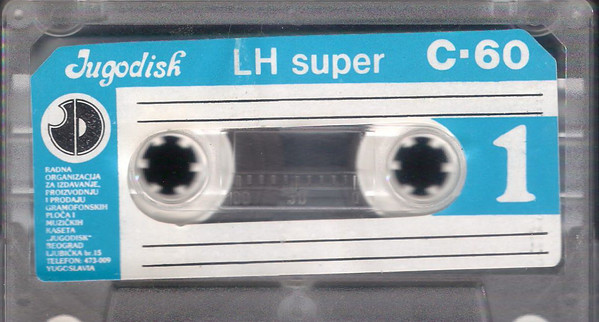 Jugodisk LH super C·60
1
RADNA
ORGANIZACIJA
ZA IZDAVANJE,
PROIZVODNJU
I PRODAJU
GRAMOFONSKIH
PLOČA I
MUZIČKIH
KASETA
„JUGODISK”
BEOGRAD
LJUBIČKA br. 15
TELEFON: 472-009
YUGOSLAVIA